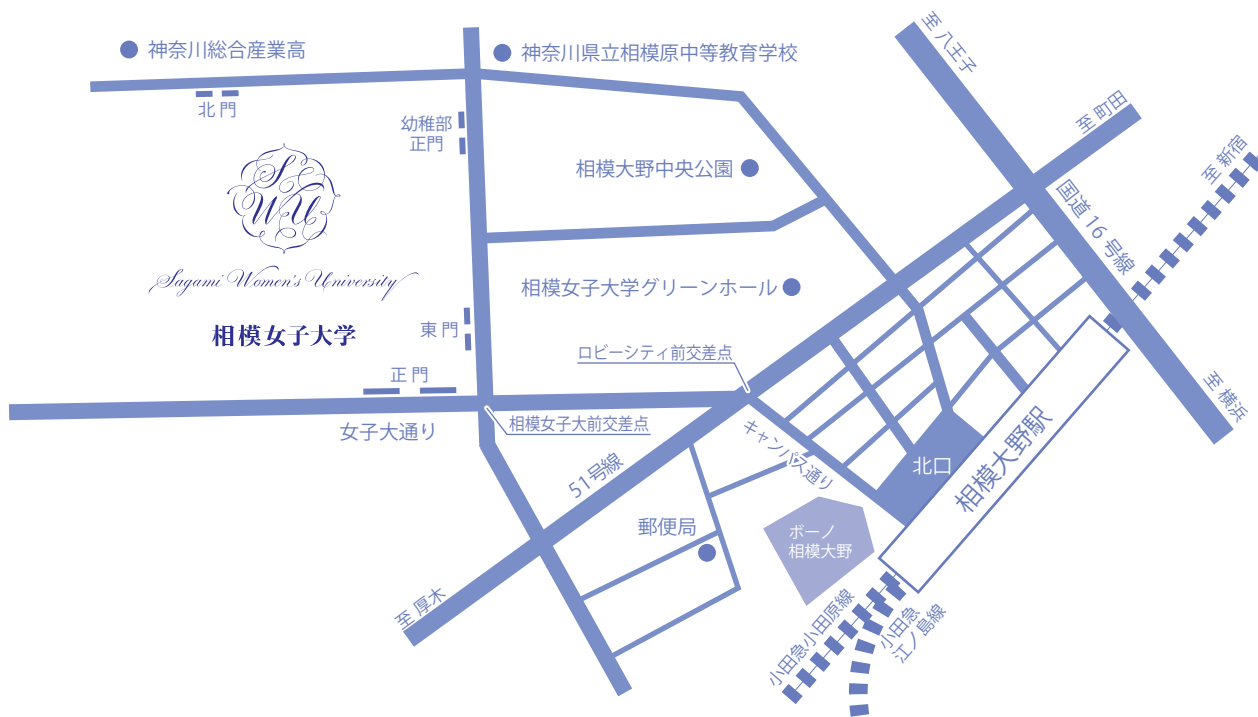 神奈川総合産業高
神奈川県立相模原中等教育学校
至 八王子
至 町田
至 新宿
北 門
幼稚部
正門
相模大野中央公園
国道 16 号線
SWU
Sagami Women's University
相模女子大学グリーンホール
相模女子大学
東 門
ロビーシティ前交差点
正 門
至 横浜
女子大通り
相模女子大前交差点
キャンパス通り
51号線
北口
相模大野駅
郵便局
ボーノ
相模大野
至 厚木
小田急小田原線
小田急
江ノ島線